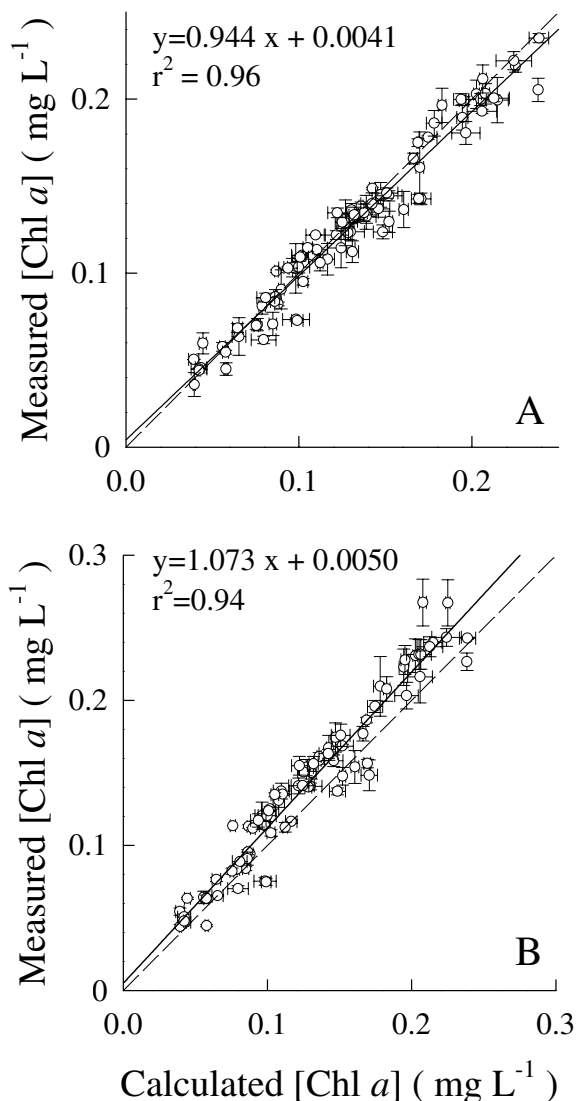 y=0.944 x + 0.0041
r² = 0.96
0.2
0.1
0
Measured [Chl a] ( mg L⁻¹ )
A
0.0 0.1 0.2
0.3
y=1.073 x + 0.0050
r²=0.94
0.2
0.1
0
Measured [Chl a] ( mg L⁻¹ )
B
0.0 0.1 0.2 0.3
Calculated [Chl a] ( mg L⁻¹ )